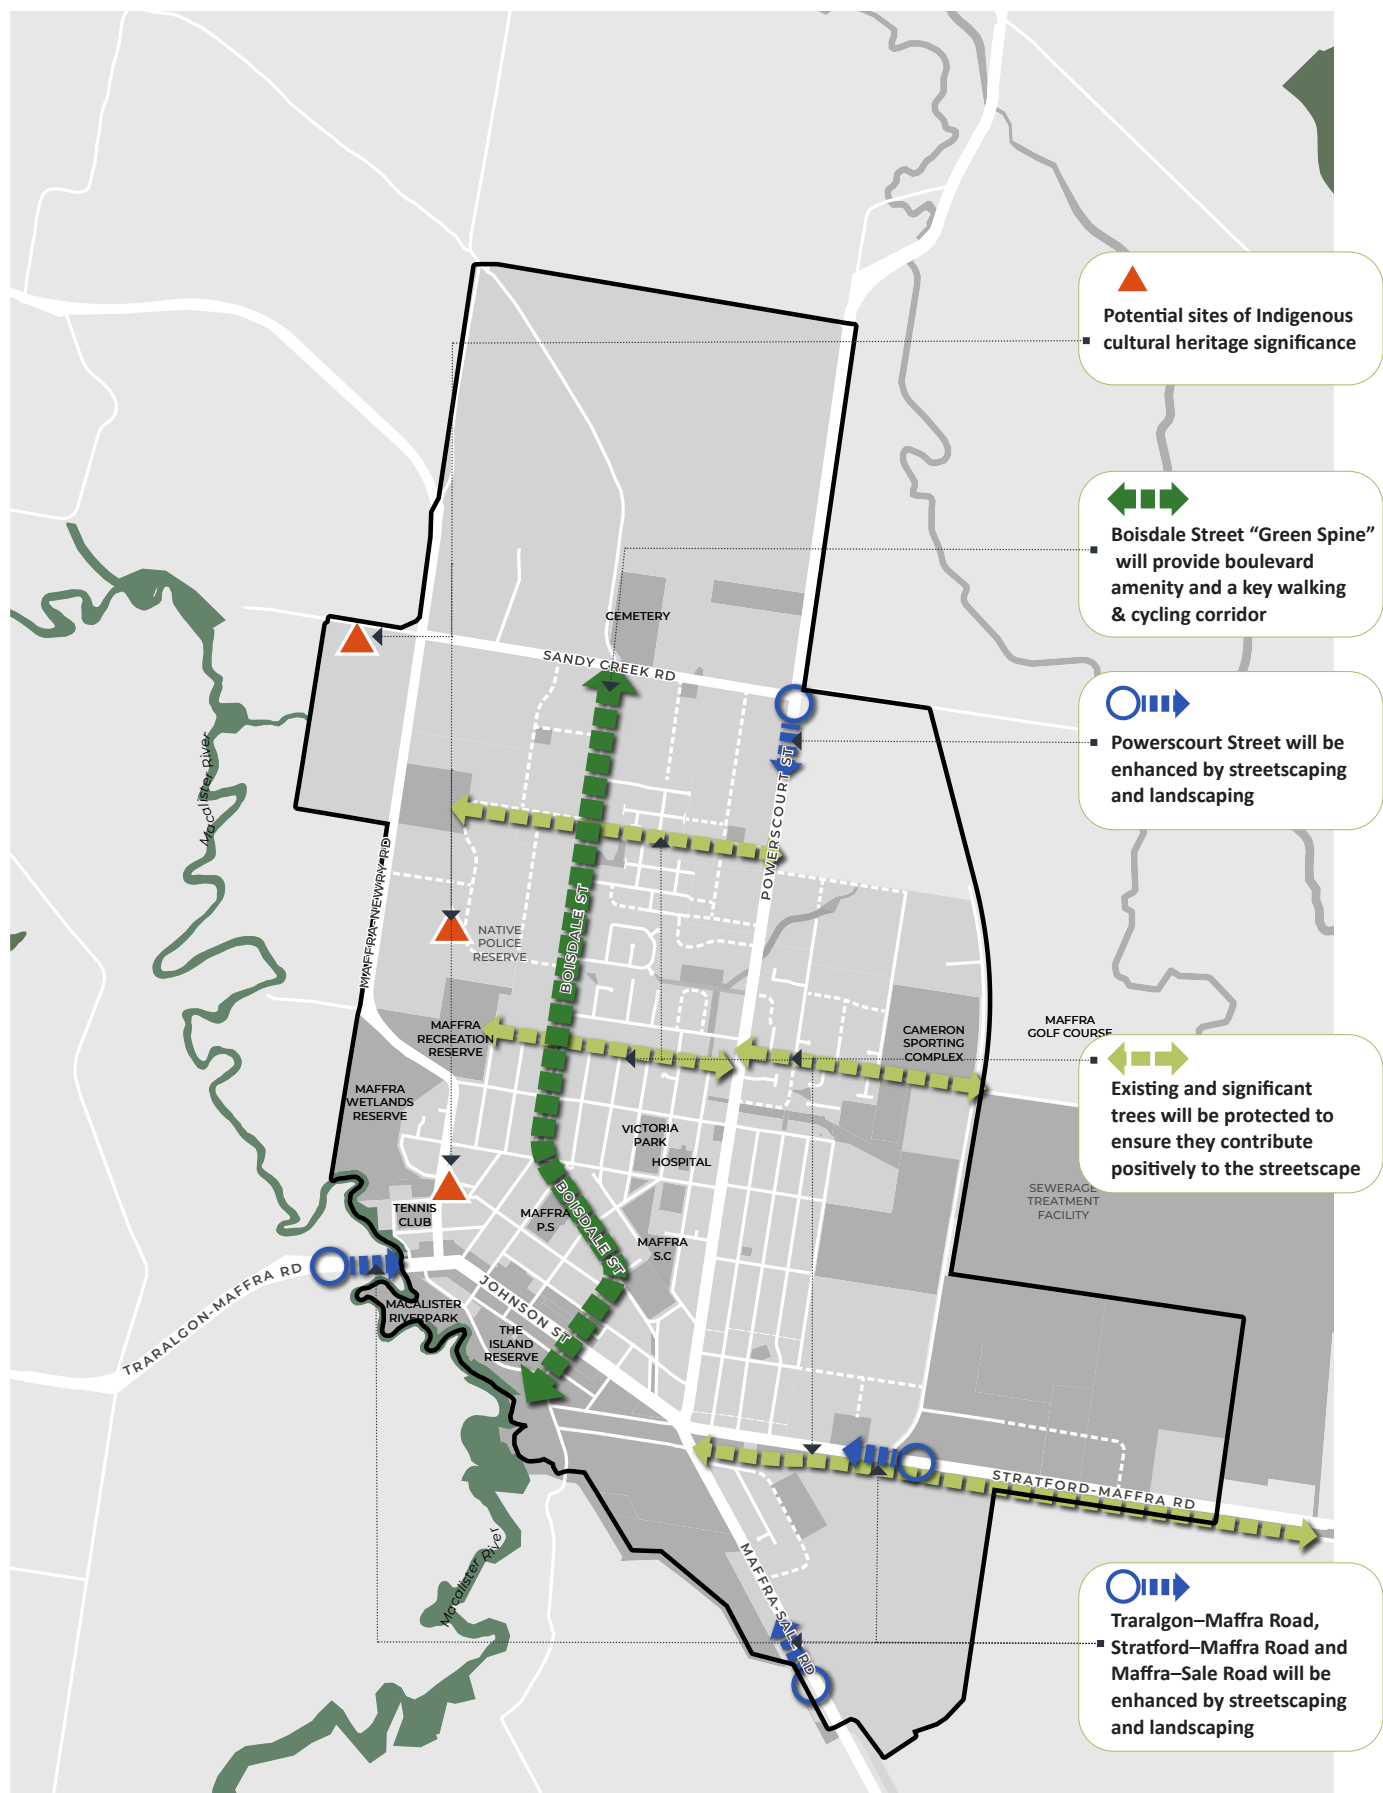 Potential sites of Indigenous
cultural heritage significance
Boisdale Street “Green Spine”
will provide boulevard
amenity and a key walking
& cycling corridor
CEMETERY
SANDY CREEK RD
Powerscourt Street will be
enhanced by streetscaping
and landscaping
Macalister River
POWERSCOURT ST
MAFFRA-NEWRY RD
BOISDALE ST
NATIVE
POLICE
RESERVE
MAFFRA
RECREATION
RESERVE
CAMERON
SPORTING
COMPLEX
MAFFRA
GOLF COURSE
Existing and significant
trees will be protected to
ensure they contribute
positively to the streetscape
MAFFRA
WETLANDS
RESERVE
VICTORIA
PARK
HOSPITAL
SEWERAGE
TREATMENT
FACILITY
TENNIS
CLUB
MAFFRA
P.S
BOISDALE ST
MAFFRA
S.C
TRARALGON-MAFFRA RD
JOHNSON ST
MACALISTER
RIVERPARK
THE
ISLAND
RESERVE
STRATFORD-MAFFRA RD
Macalister River
MAFFRA-SALE RD
Traralgon–Maffra Road,
Stratford–Maffra Road and
Maffra–Sale Road will be
enhanced by streetscaping
and landscaping